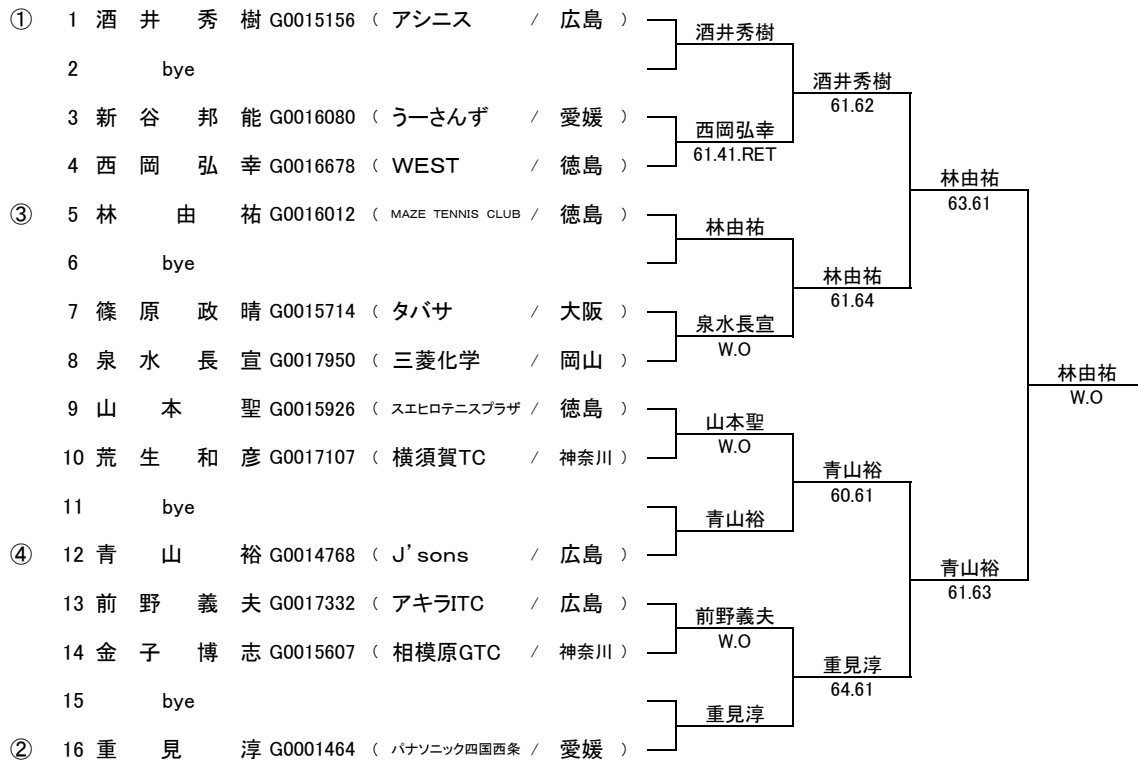 ① 1 酒井 秀樹 G0015156 ( アシニス / 広島 )
酒井秀樹
2 bye
酒井秀樹
61.62
3 新谷 邦能 G0016080 ( うーさんず / 愛媛 )
西岡弘幸
61.41.RET
4 西岡 弘幸 G0016678 ( WEST / 徳島 )
林由祐
63.61
③ 5 林 由祐 G0016012 ( MAZE TENNIS CLUB / 徳島 )
林由祐
6 bye
林由祐
61.64
7 篠原 政晴 G0015714 ( タバサ / 大阪 )
泉水長宣
W.O
8 泉水 長宣 G0017950 ( 三菱化学 / 岡山 )
林由祐
W.O
9 山本 聖 G0015926 ( スエヒロテニスプラザ / 徳島 )
山本聖
W.O
10 荒生 和彦 G0017107 ( 横須賀TC / 神奈川 )
青山裕
60.61
11 bye
青山裕
④ 12 青山 裕 G0014768 ( J'sons / 広島 )
青山裕
61.63
13 前野 義夫 G0017332 ( アキラITC / 広島 )
前野義夫
W.O
14 金子 博志 G0015607 ( 相模原GTC / 神奈川 )
重見淳
64.61
15 bye
重見淳
② 16 重見 淳 G0001464 ( パナソニック四国西条 / 愛媛 )